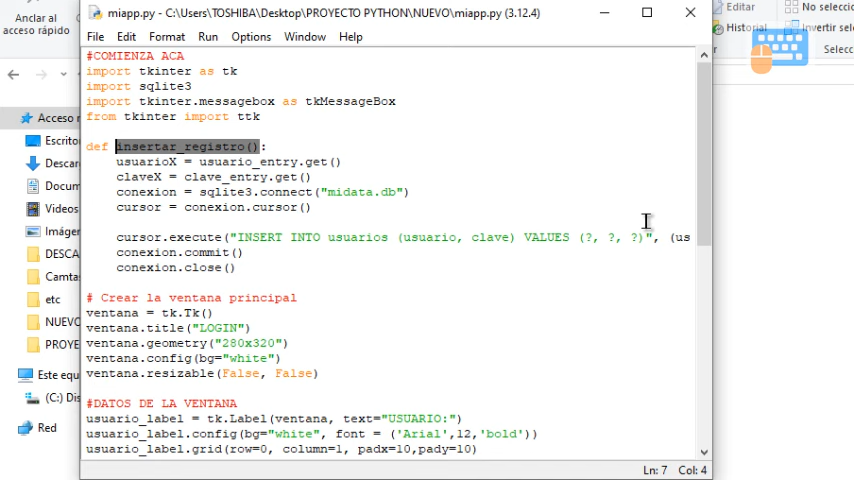 Anclar al
acceso rápido
miapp.py - C:\Users\TOSHIBA\Desktop\PROYECTO PYTHON\NUEVO\miapp.py (3.12.4)
Editar
Historial
No selecc
Invertir selec
Selecc
File Edit Format Run Options Window Help
#COMIENZA ACA
import tkinter as tk
import sqlite3
import tkinter.messagebox as tkMessageBox
from tkinter import ttk
def insertar_registro():
usuarioX = usuario_entry.get()
claveX = clave_entry.get()
conexion = sqlite3.connect("midata.db")
cursor = conexion.cursor()
cursor.execute("INSERT INTO usuarios (usuario, clave) VALUES (?, ?, ?)", (us
conexion.commit()
conexion.close()
# Crear la ventana principal
ventana = tk.Tk()
ventana.title("LOGIN")
ventana.geometry("280x320")
ventana.config(bg="white")
ventana.resizable(False, False)
#DATOS DE LA VENTANA
usuario_label = tk.Label(ventana, text="USUARIO:")
usuario_label.config(bg="white", font = ('Arial',12,'bold'))
usuario_label.grid(row=0, column=1, padx=10,pady=10)
Ln: 7 Col: 4
Acceso r
Escritor
Descar
Docum
Videos
Imáger
DESCA
Camta
etc
NUEVO
PROYE
Este equ
(C:) Dis
Red